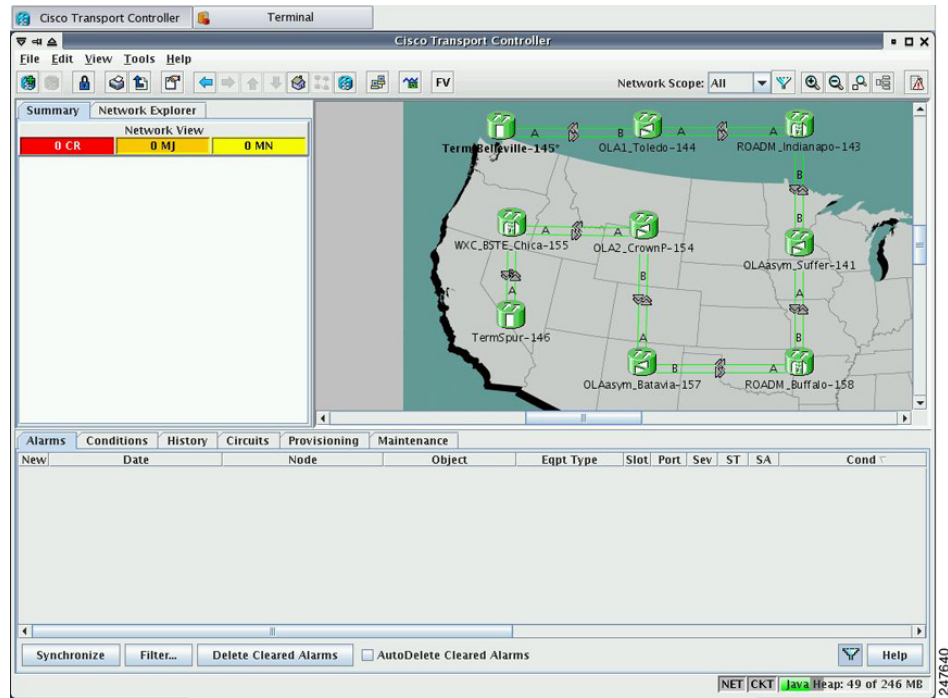 Cisco Transport Controller
Terminal
Cisco Transport Controller
File Edit View Tools Help
FV
Network Scope: All
Summary
Network Explorer
Network View
0 CR
0 MJ
0 MN
A
B
A
A
Term_Belleville-145*
OLA1_Toledo-144
ROADM_Indianapo-143
B
B
A
A
WXC_BSTE_Chica-155
OLA2_CrownP-154
OLAasym_Suffer-141
B
B
A
A
TermSpur-146
A
B
B
A
OLAasym_Batavia-157
ROADM_Buffalo-158
Alarms
Conditions
History
Circuits
Provisioning
Maintenance
New
Date
Node
Object
Eqpt Type
Slot
Port
Sev
ST
SA
Cond
Synchronize
Filter...
Delete Cleared Alarms
AutoDelete Cleared Alarms
Help
NET
CKT
Java Heap: 49 of 246 MB
247640